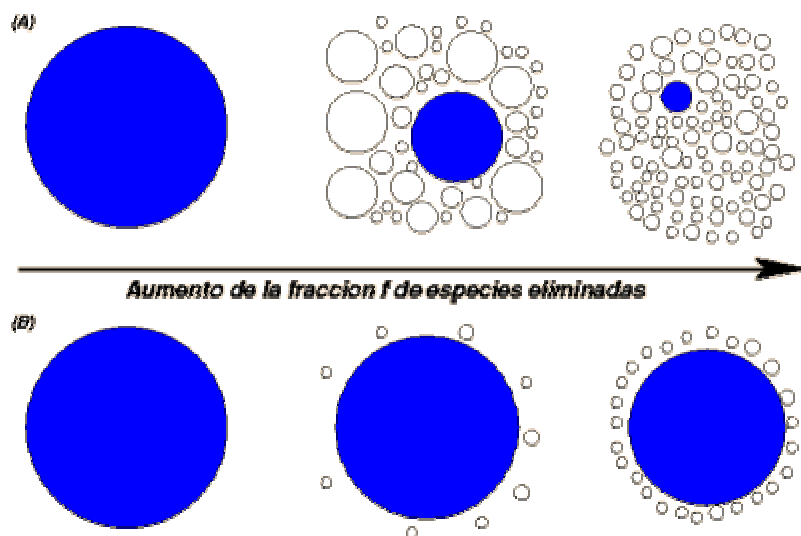 (A)
Aumento de la fraccion f de especies eliminadas
(B)